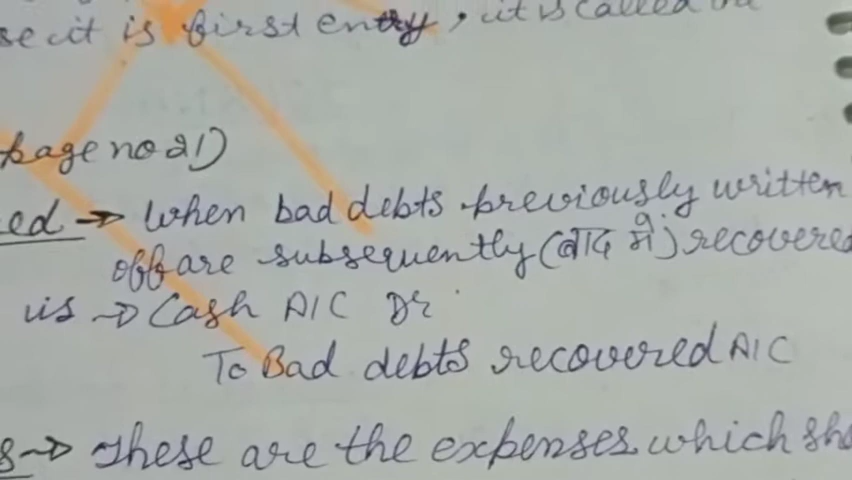 se it is first entry, it is called
page no 21)
ed → When bad debts previously written
off are subsequently (बाद में) recovered
is → Cash A/C Dr
To Bad debts recovered A/C
s → These are the expenses which sho